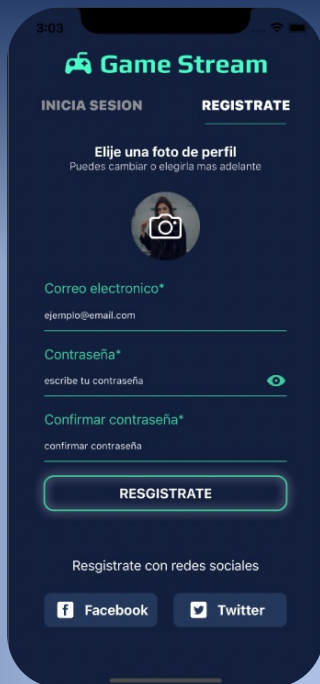 3:03
Game Stream
INICIA SESION REGISTRATE
Elije una foto de perfil
Puedes cambiar o elegirla mas adelante
Correo electronico*
ejemplo@email.com
Contraseña*
escribe tu contraseña
Confirmar contraseña*
confirmar contraseña
RESGISTRATE
Resgistrate con redes sociales
Facebook Twitter